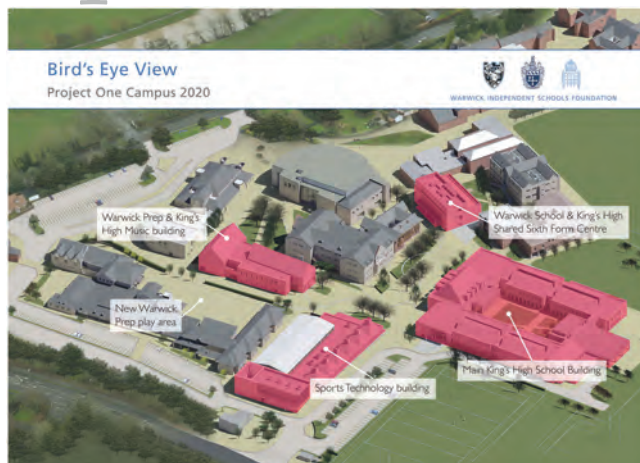 Bird's Eye View
Project One Campus 2020
WARWICK INDEPENDENT SCHOOLS FOUNDATION
Warwick Prep & King's
High Music building
Warwick School & King's High
Shared Sixth Form Centre
New Warwick
Prep play area
Sports Technology building
Main King's High School Building